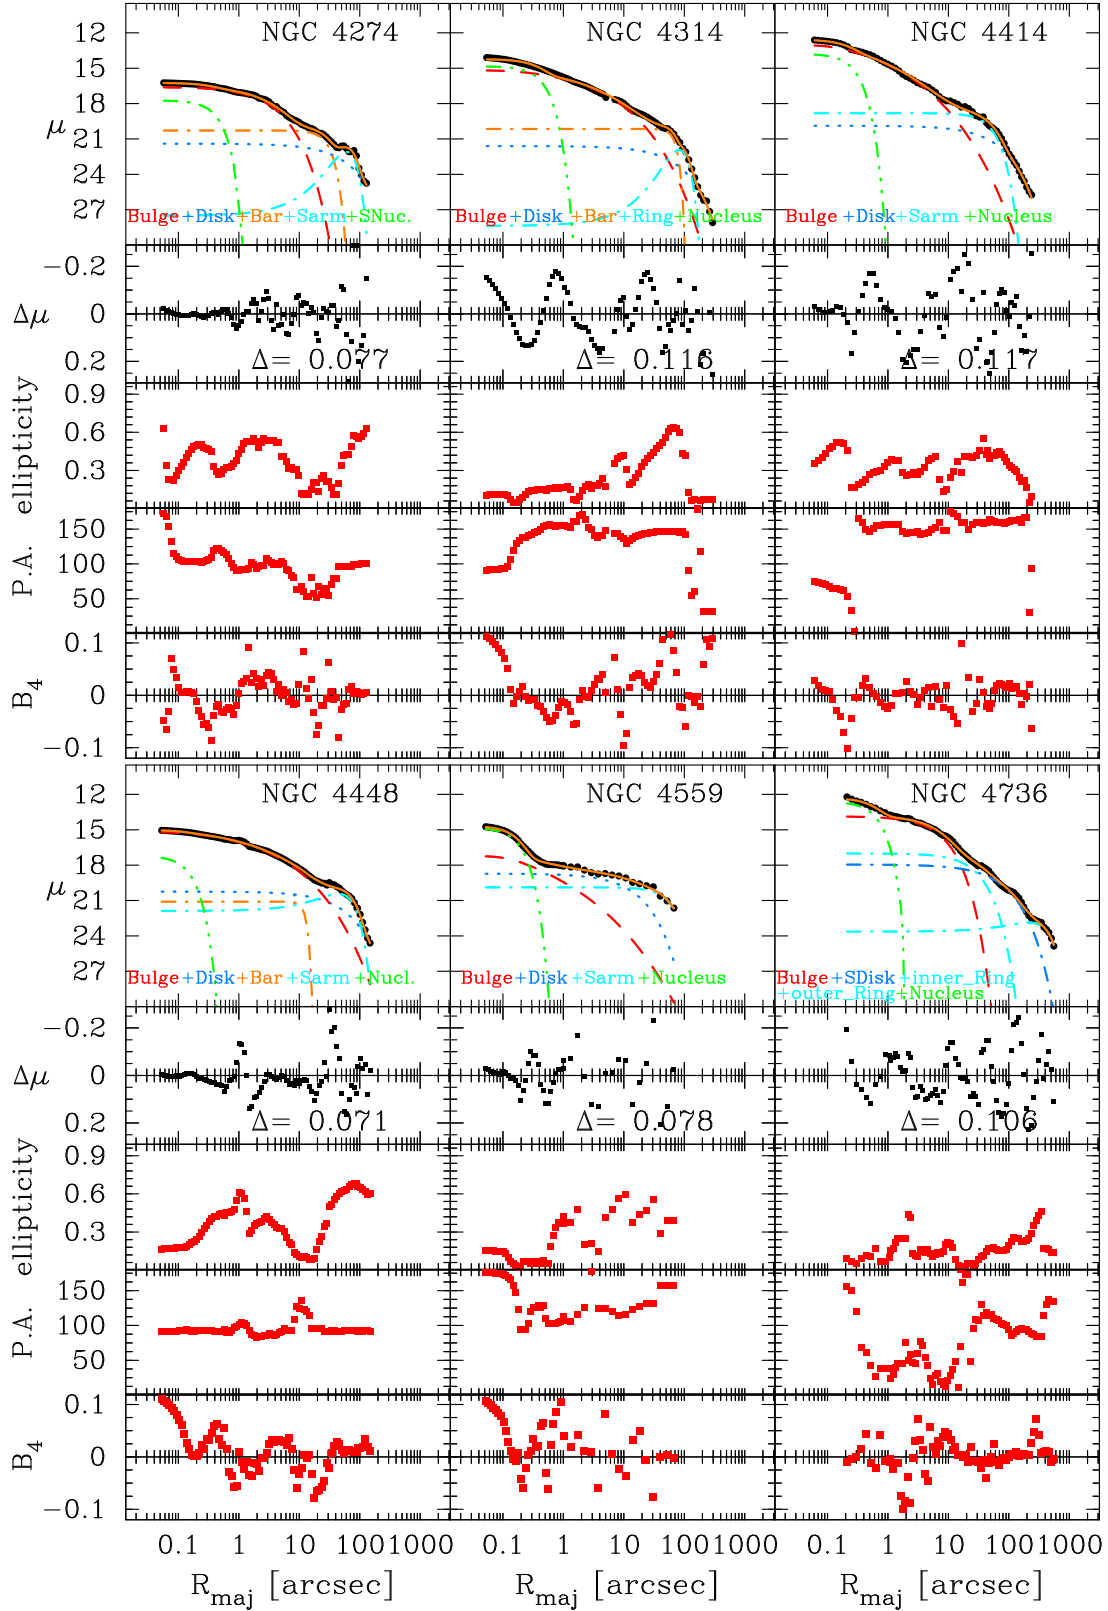 NGC 4274 NGC 4314 NGC 4414
12
15
18
μ
21
24
27
Bulge+Disk+Bar+Sarm+SNuc. Bulge+Disk+Bar+Ring+Nucleus Bulge+Disk+Sarm+Nucleus
−0.2
Δμ 0
0.2
Δ= 0.077 Δ= 0.116 Δ= 0.117
ellipticity
0.9
0.6
0.3
P.A.
150
100
50
B4
0.1
0
−0.1
NGC 4448 NGC 4559 NGC 4736
12
15
18
μ
21
24
27
Bulge+Disk+Bar+Sarm+Nucl. Bulge+Disk+Sarm+Nucleus Bulge+SDisk+inner_Ring
+outer_Ring+Nucleus
−0.2
Δμ 0
0.2
Δ= 0.071 Δ= 0.078 Δ= 0.106
ellipticity
0.9
0.6
0.3
P.A.
150
100
50
B4
0.1
0
−0.1
0.1 1 10 100 1000 0.1 1 10 100 1000 0.1 1 10 100 1000
Rmaj [arcsec] Rmaj [arcsec] Rmaj [arcsec]